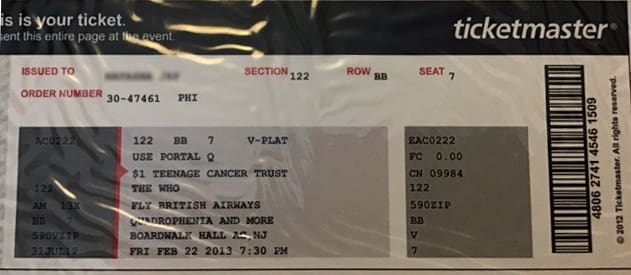 is is your ticket.
sent this entire page at the event.
ticketmaster®
ISSUED TO
SECTION 122 ROW BB SEAT 7
ORDER NUMBER 30-47461 PHI
AC0222 122 BB 7 V-PLAT EAC0222
USE PORTAL Q FC 0.00
$1 TEENAGE CANCER TRUST CN 09984
122 THE WHO 122
AM 13X FLY BRITISH AIRWAYS 590ZIP
BB 7 QUADROPHENIA AND MORE BB
590VZIP BOARDWALK HALL AC,NJ V
31JUL12 FRI FEB 22 2013 7:30 PM 7
4806 2741 4546 1509
© 2012 Ticketmaster. All rights reserved.